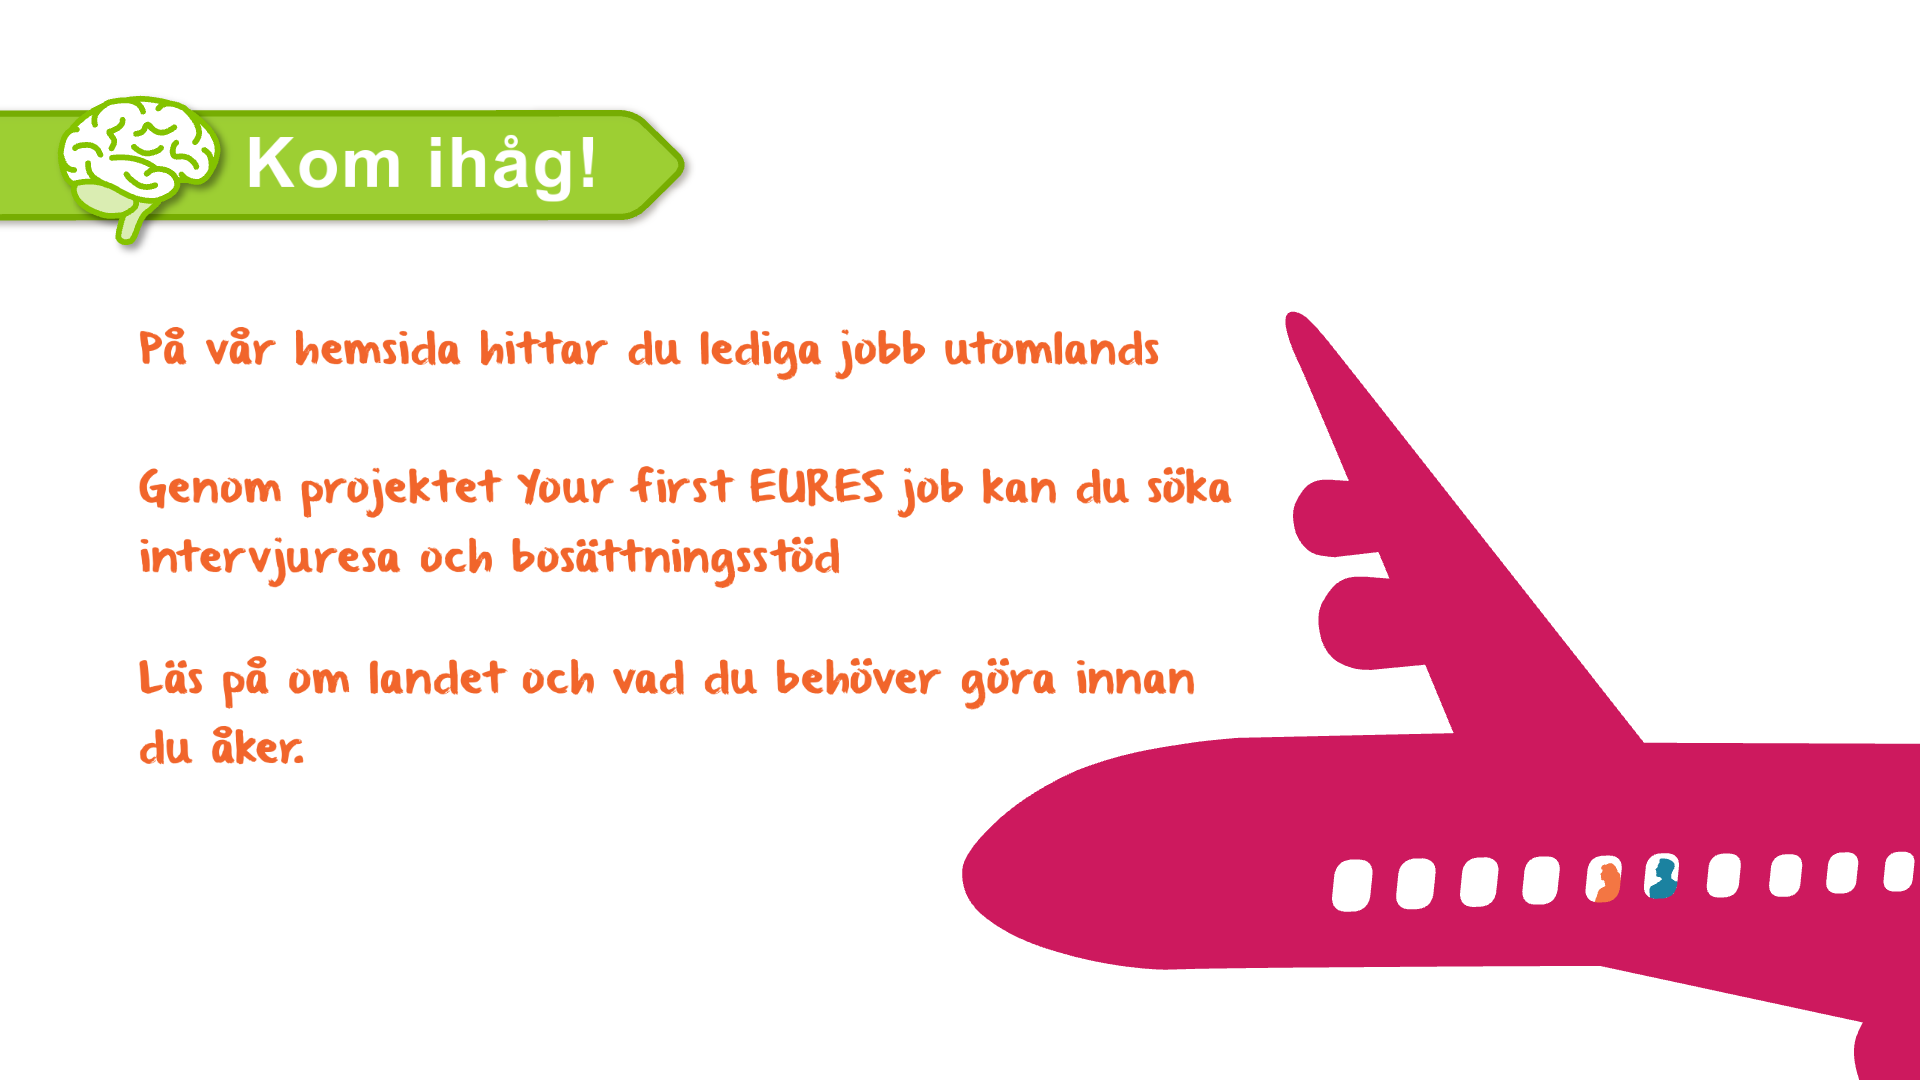 Kom ihåg!
På vår hemsida hittar du lediga jobb utomlands
Genom projektet Your first EURES job kan du söka
intervjuresa och bosättningsstöd
Läs på om landet och vad du behöver göra innan
du åker.